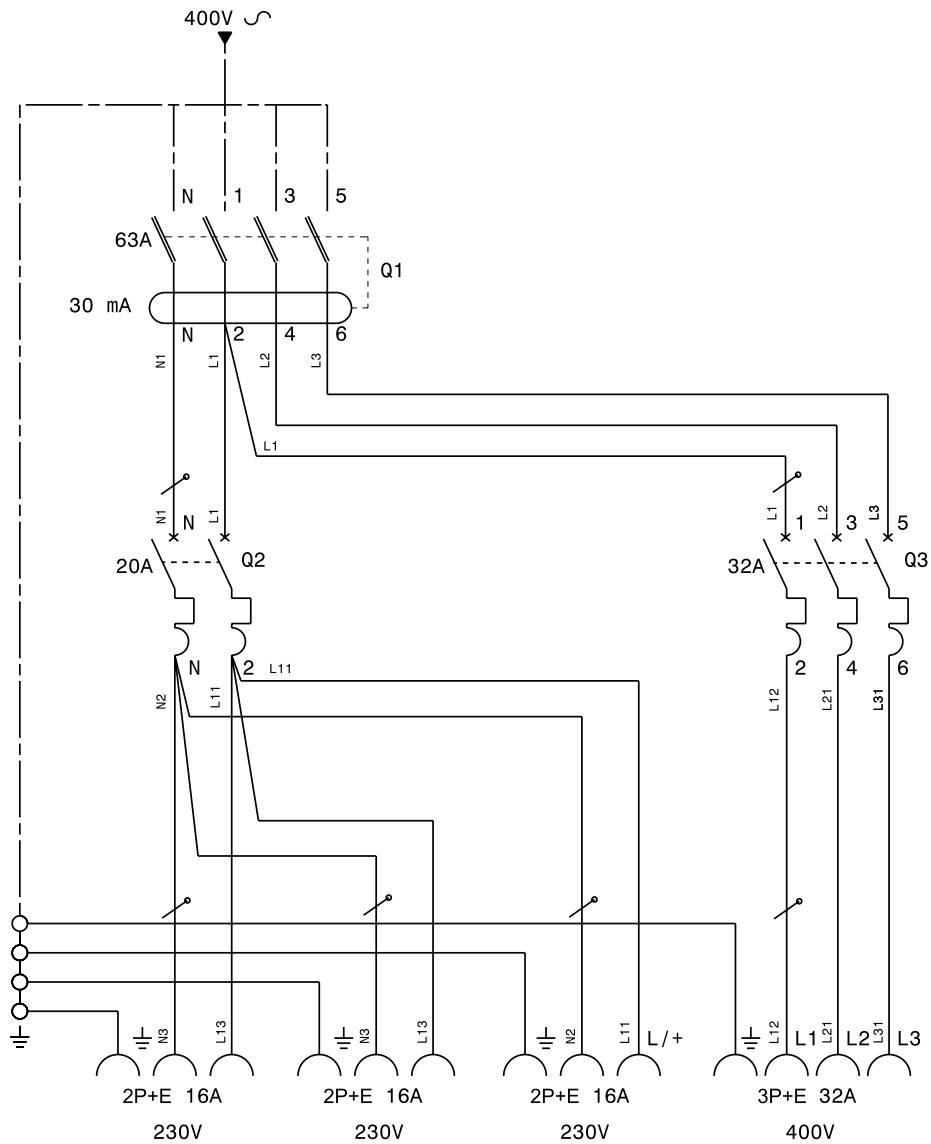 400V
N 1 3 5
63A
Q1
30 mA
N 2 4 6
N1 L1 L2 L3
L1
N1 N L1
L1 1 L2 3 L3 5
20A Q2
32A Q3
N 2 L11
2 4 6
N2 L11
L12 L21 L31
N3 L13 N3 L13 N2 L11 L/+ L12 L1 L21 L2 L31 L3
2P+E 16A 2P+E 16A 2P+E 16A 3P+E 32A
230V 230V 230V 400V